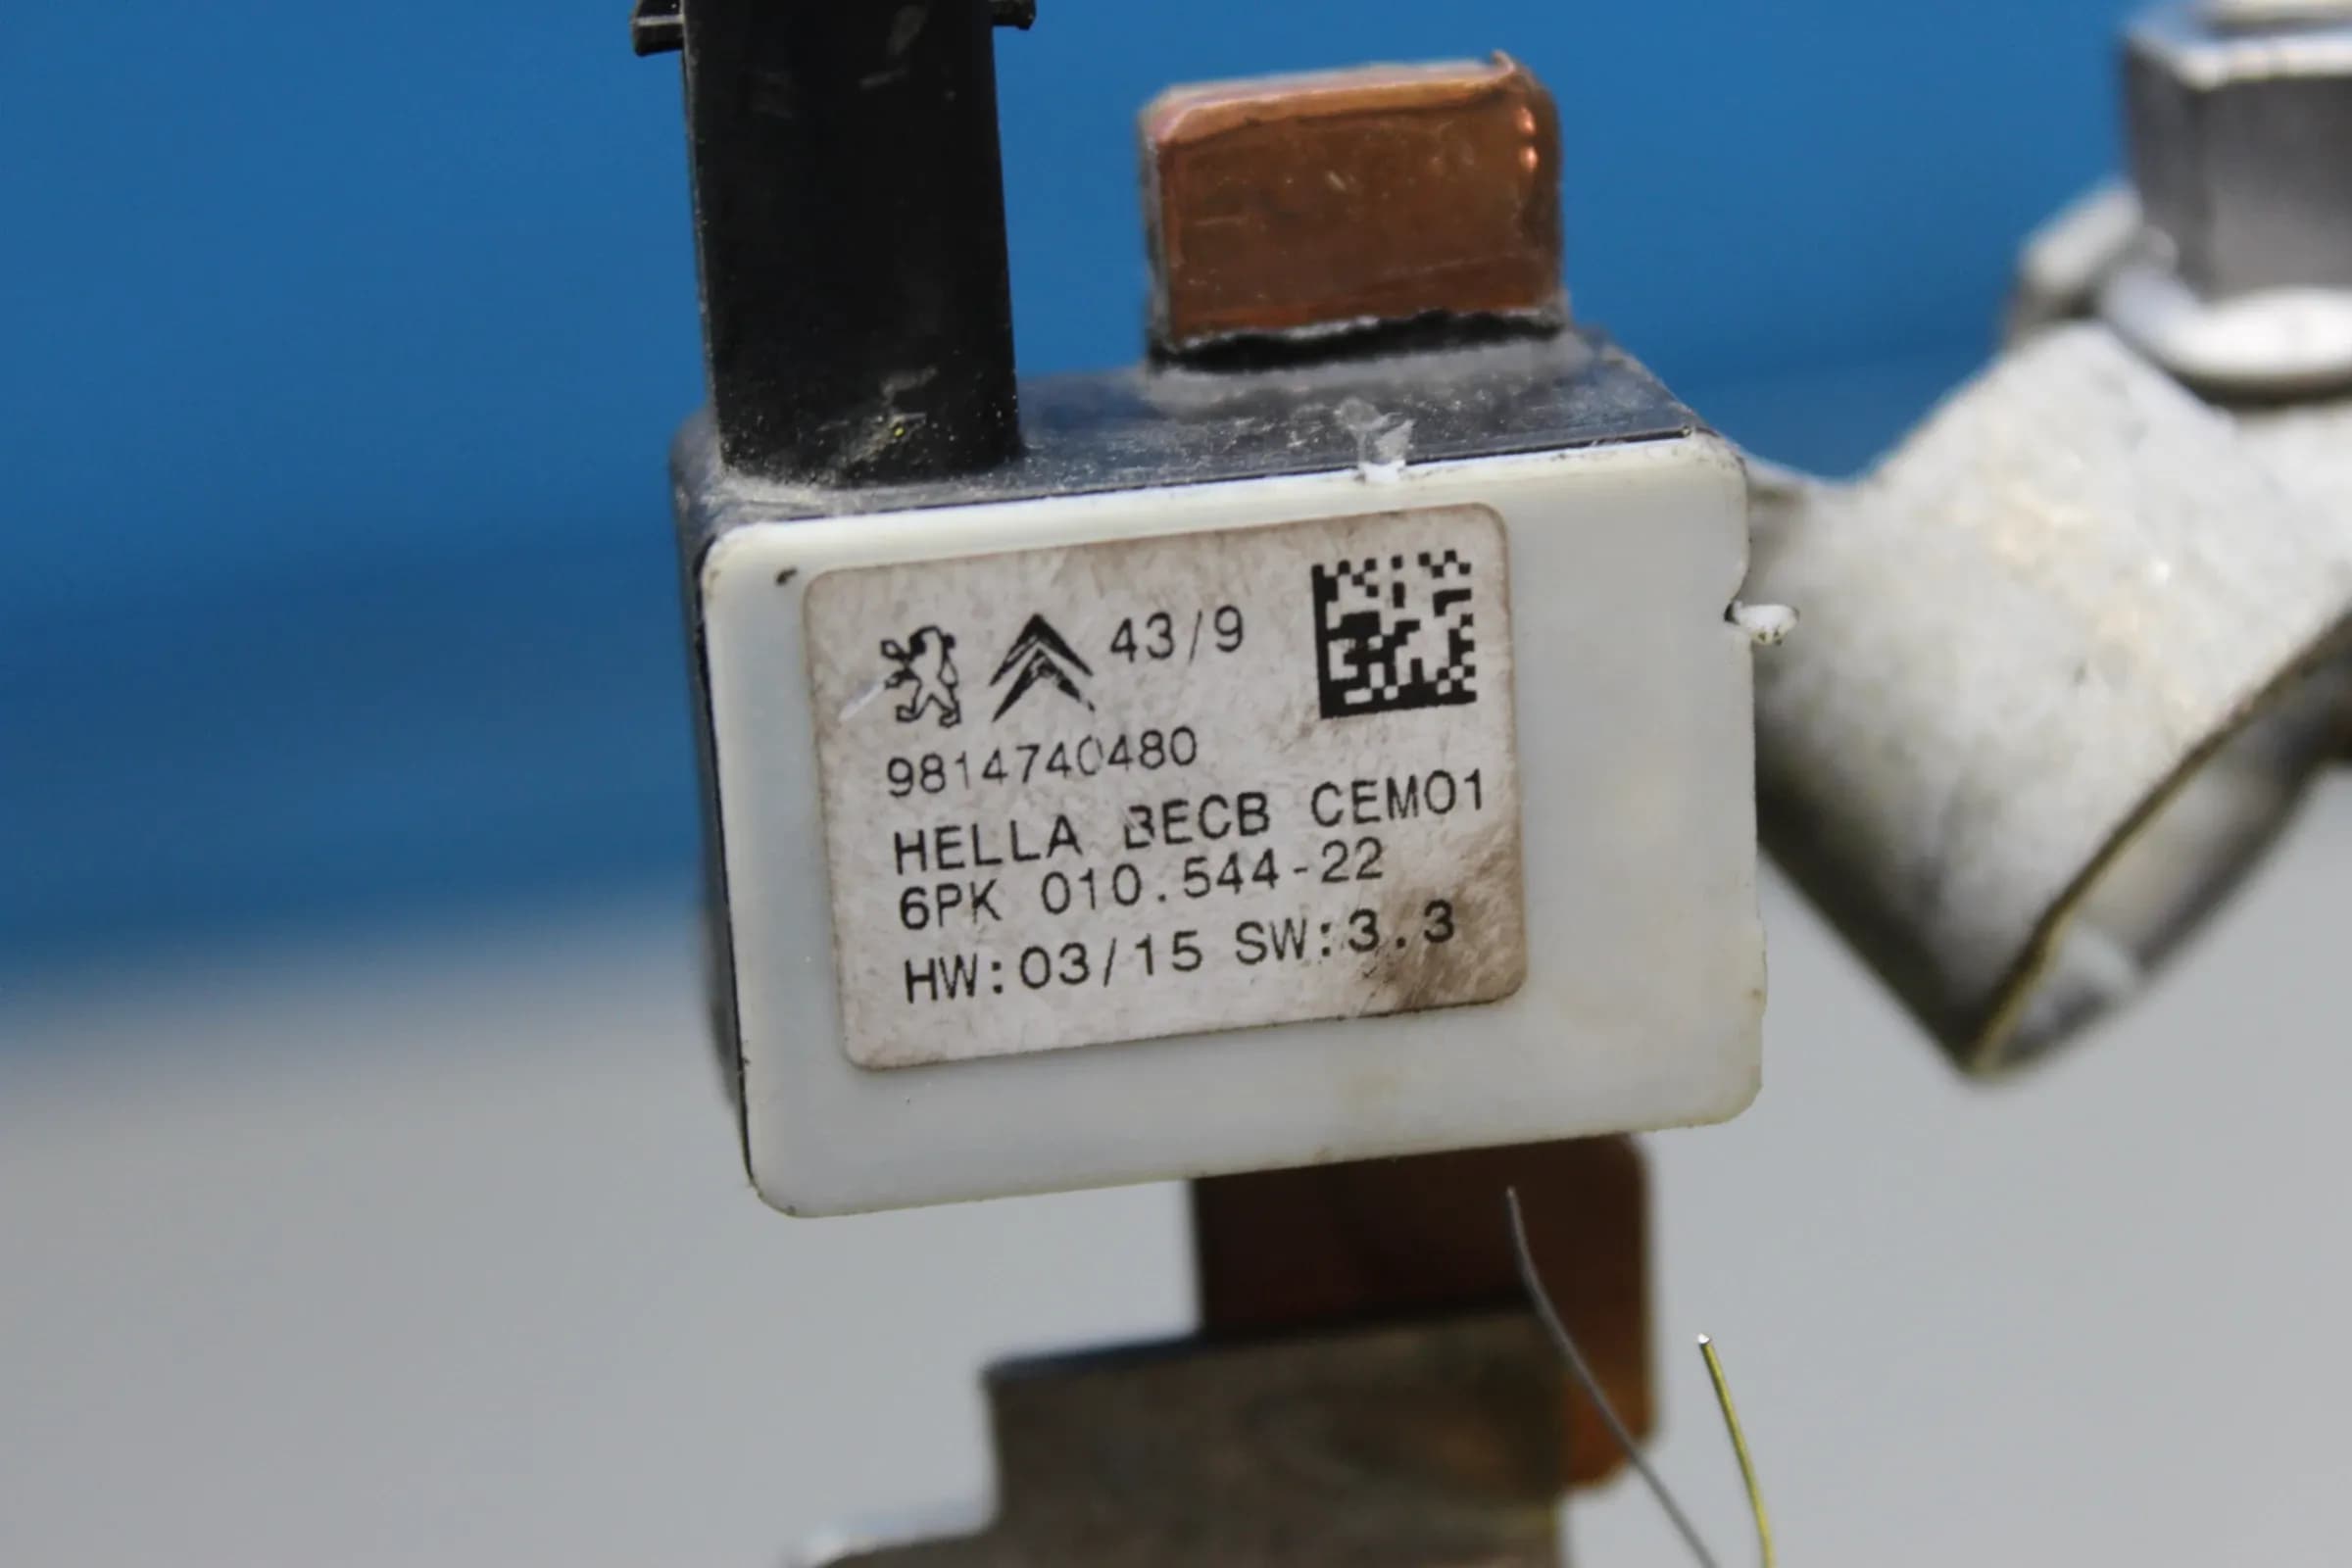 43/9
9814740480
HELLA BECB CEM01
6PK 010.544-22
HW:03/15 SW:3.3